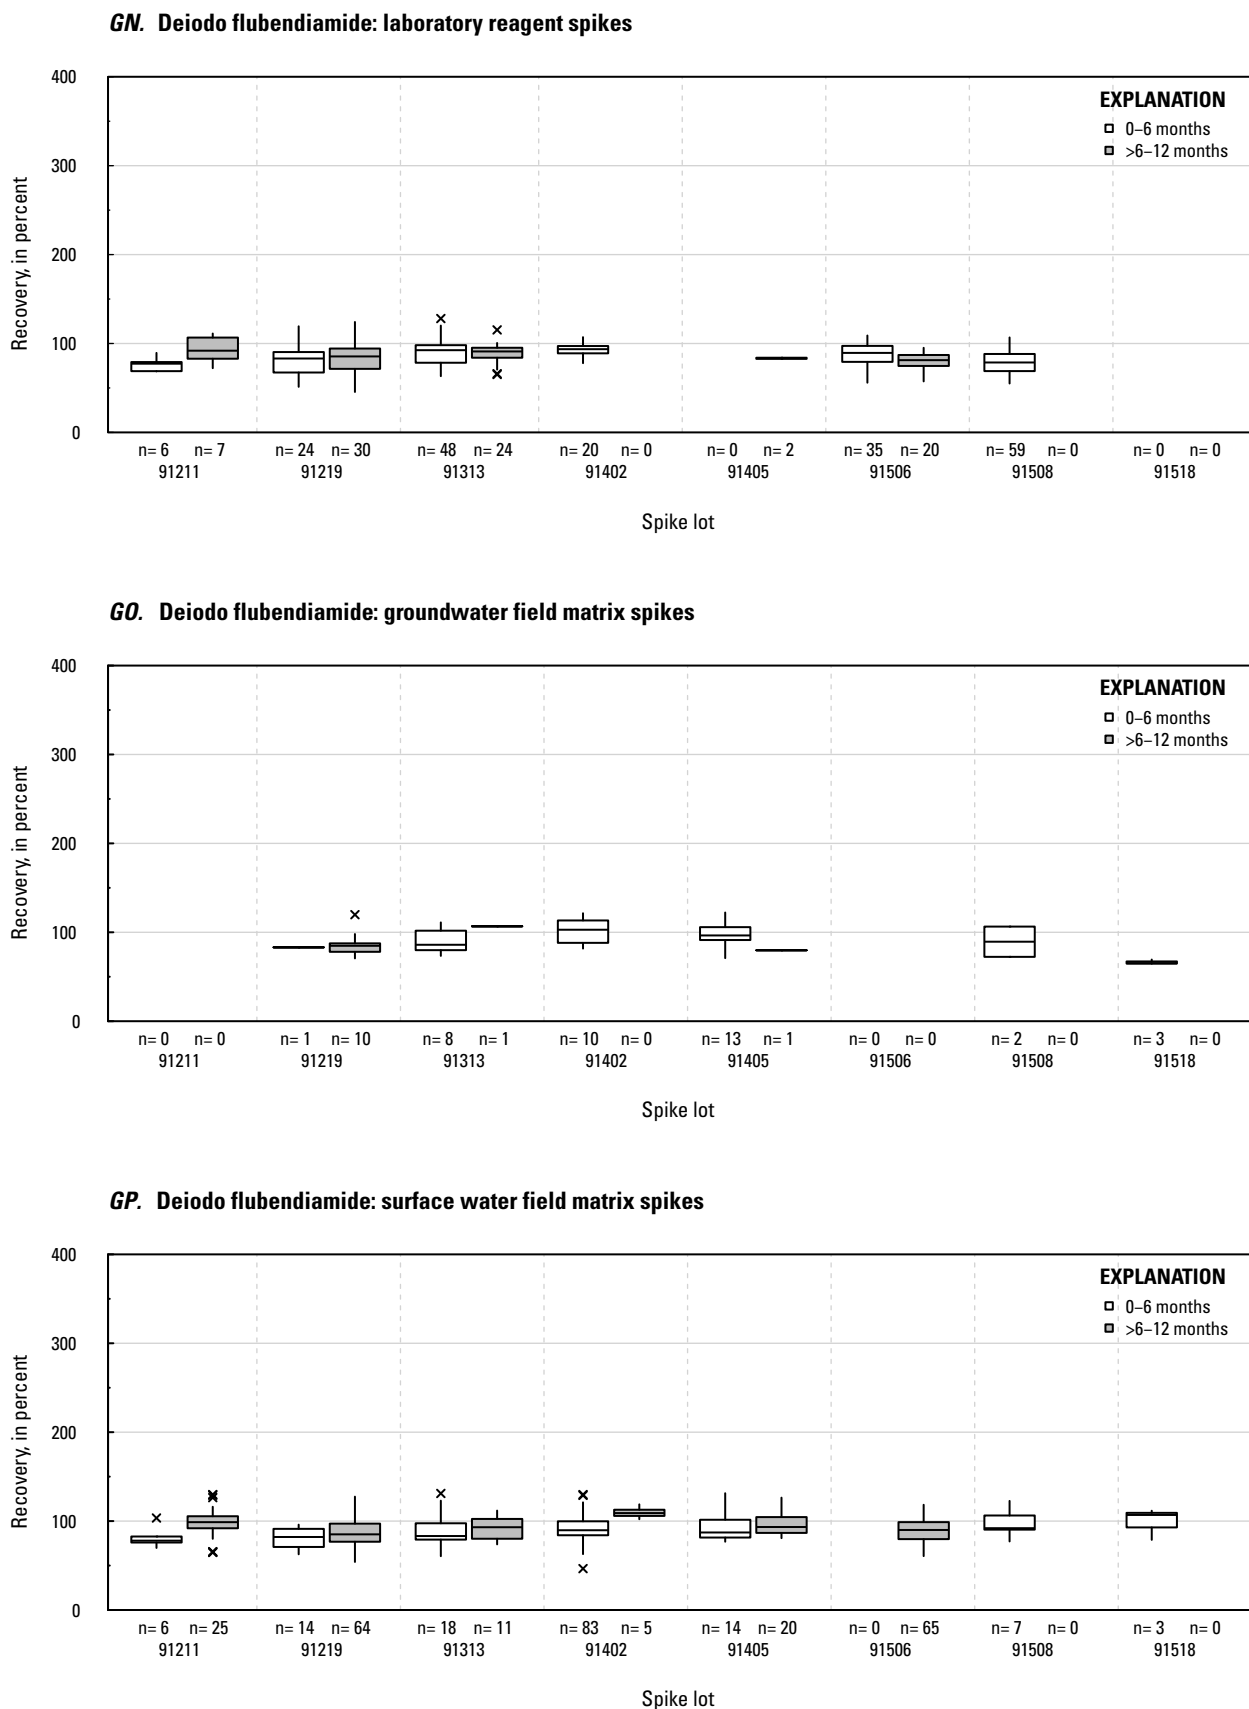 GN. Deiodo flubendiamide: laboratory reagent spikes
400
300
200
100
0
Recovery, in percent
EXPLANATION
0–6 months
>6–12 months
n= 6 n= 7 n= 24 n= 30 n= 48 n= 24 n= 20 n= 0 n= 0 n= 2 n= 35 n= 20 n= 59 n= 0 n= 0 n= 0
91211 91219 91313 91402 91405 91506 91508 91518
Spike lot
GO. Deiodo flubendiamide: groundwater field matrix spikes
400
300
200
100
0
Recovery, in percent
EXPLANATION
0–6 months
>6–12 months
n= 0 n= 0 n= 1 n= 10 n= 8 n= 1 n= 10 n= 0 n= 13 n= 1 n= 0 n= 0 n= 2 n= 0 n= 3 n= 0
91211 91219 91313 91402 91405 91506 91508 91518
Spike lot
GP. Deiodo flubendiamide: surface water field matrix spikes
400
300
200
100
0
Recovery, in percent
EXPLANATION
0–6 months
>6–12 months
n= 6 n= 25 n= 14 n= 64 n= 18 n= 11 n= 83 n= 5 n= 14 n= 20 n= 0 n= 65 n= 7 n= 0 n= 3 n= 0
91211 91219 91313 91402 91405 91506 91508 91518
Spike lot